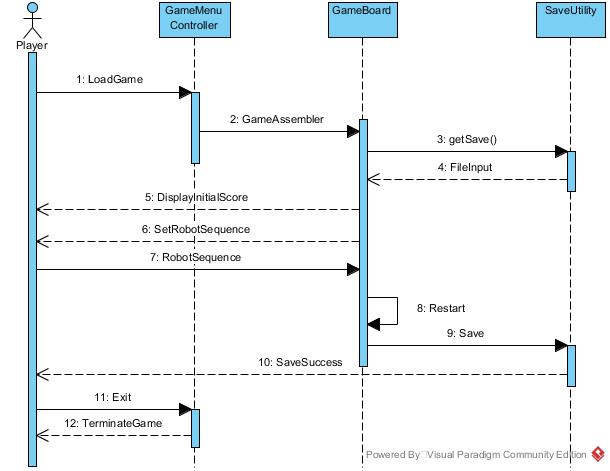 GameMenu
Controller
GameBoard
SaveUtility
Player
1: LoadGame
2: GameAssembler
3: getSave()
4: FileInput
5: DisplayInitialScore
6: SetRobotSequence
7: RobotSequence
8: Restart
9: Save
10: SaveSuccess
11: Exit
12: TerminateGame
Powered By Visual Paradigm Community Edition